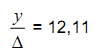 y/Δ = 12,11